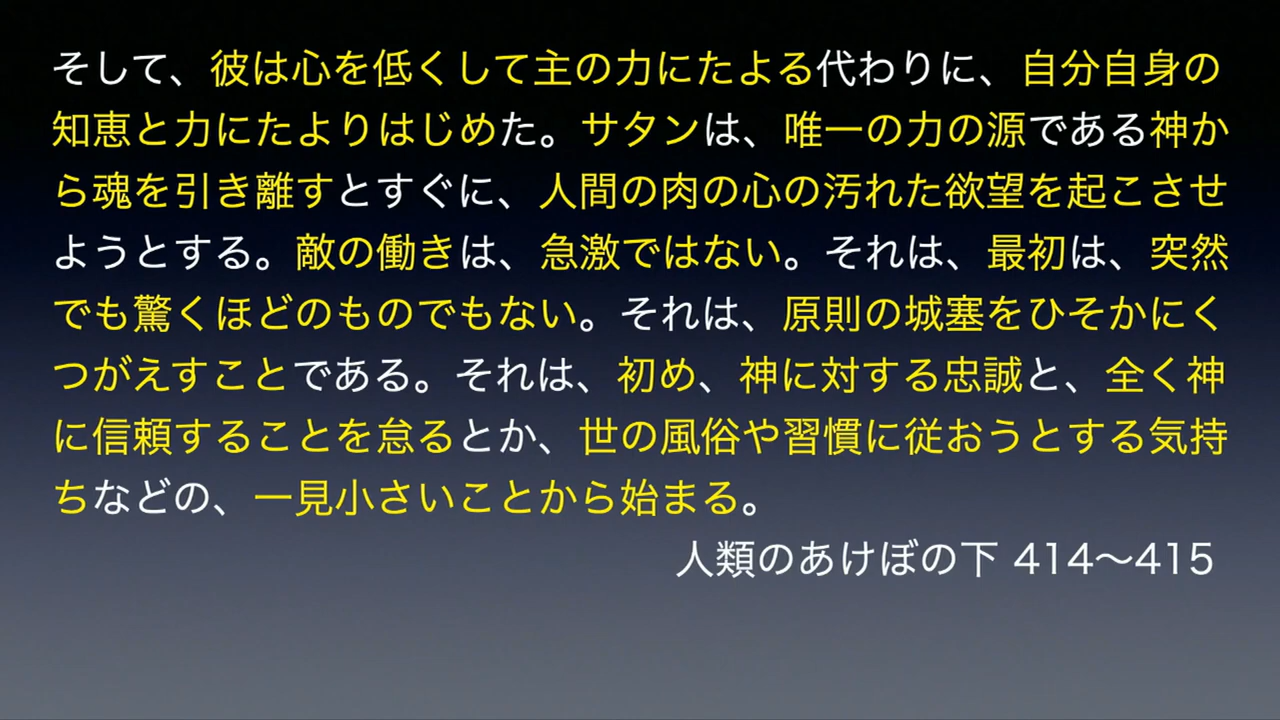 そして、彼は心を低くして主の力にたよる代わりに、自分自身の
知恵と力にたよりはじめた。サタンは、唯一の力の源である神か
ら魂を引き離すとすぐに、人間の肉の心の汚れた欲望を起こさせ
ようとする。敵の働きは、急激ではない。それは、最初は、突然
でも驚くほどのものでもない。それは、原則の城塞をひそかにく
つがえすことである。それは、初め、神に対する忠誠と、全く神
に信頼することを怠るとか、世の風俗や習慣に従おうとする気持
ちなどの、一見小さいことから始まる。
人類のあけぼの下 414〜415